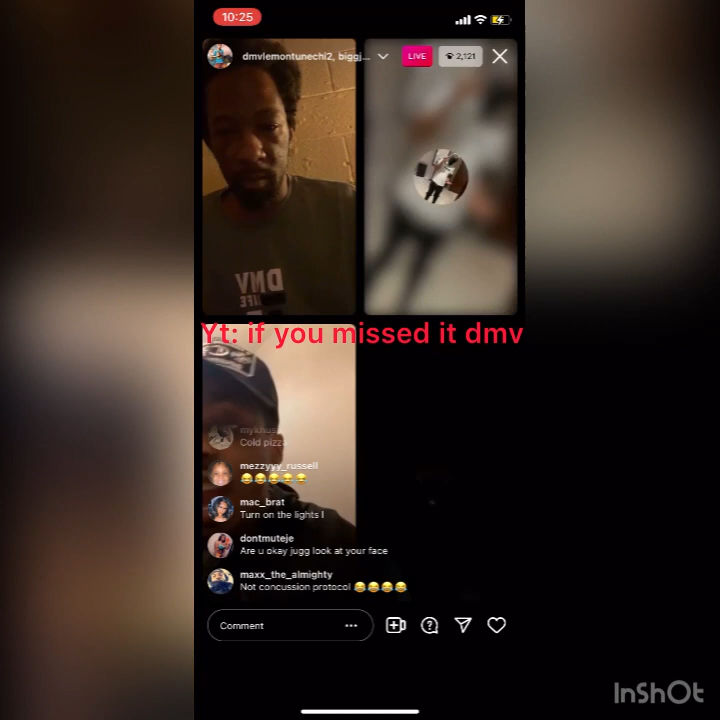 10:25
dmvlemontunechi2, biggj...
LIVE
2,121
DMV
LIFE
Yt: if you missed it dmv
Cold pizza
mezzyyy_russell
😂😂😂😂😂
mac_brat
Turn on the lights I
dontmuteje
Are u okay jugg look at your face
maxx_the_almighty
Not concussion protocol 😂😂😂😂
Comment
InShOt